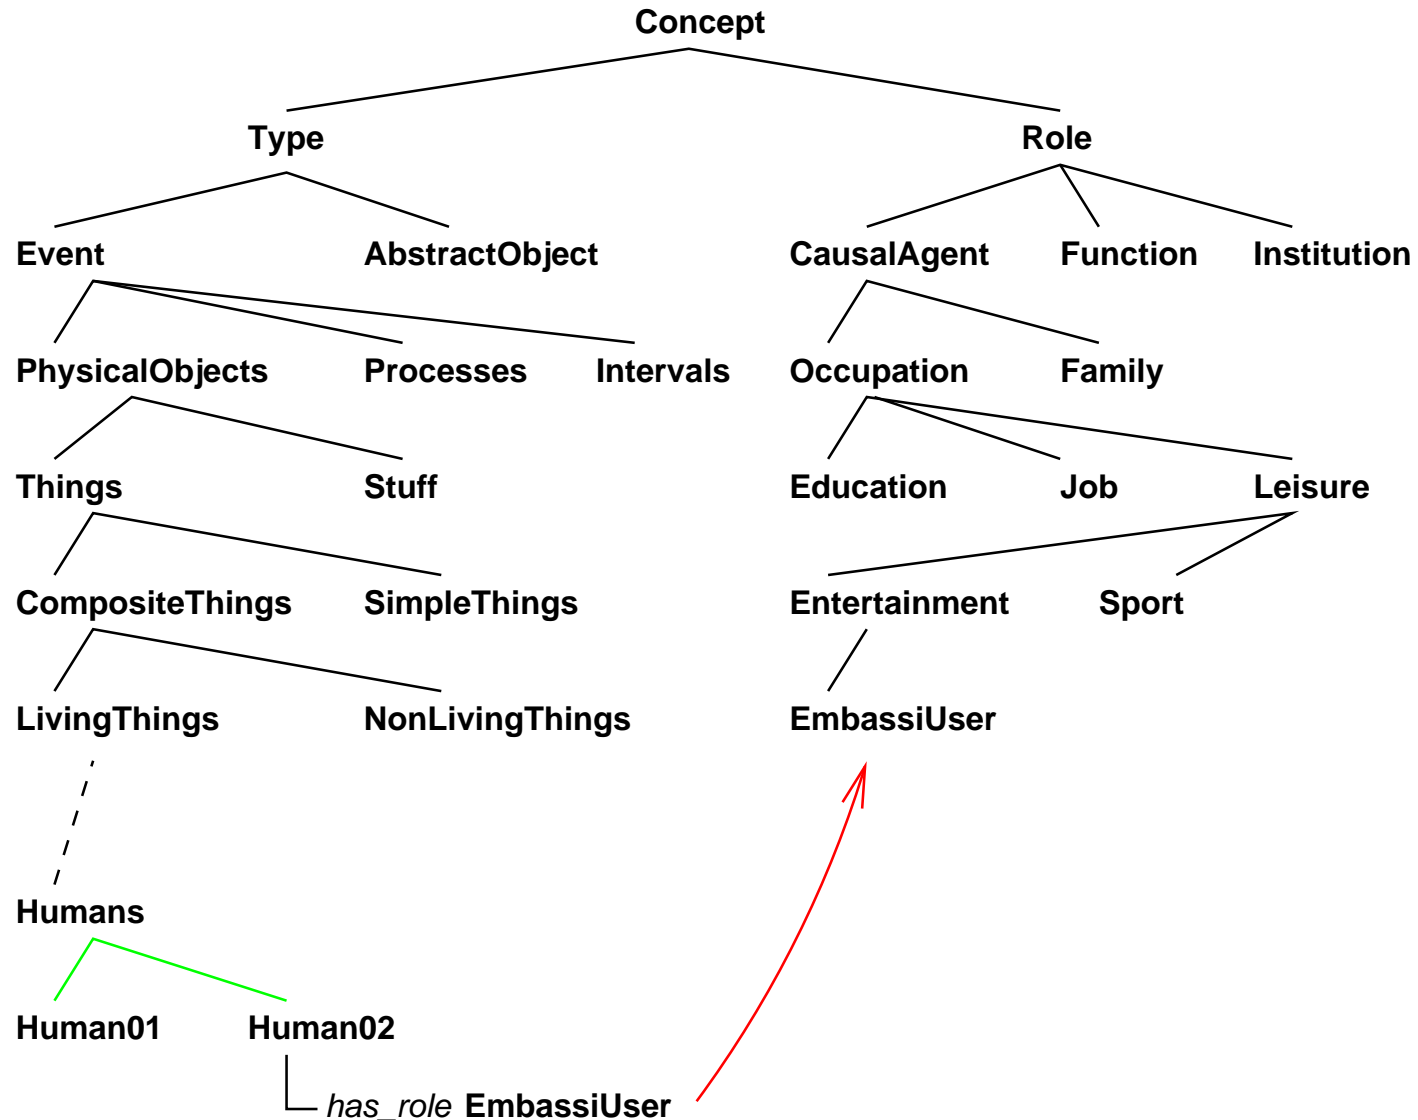 Concept
Type Role
Event AbstractObject CausalAgent Function Institution
PhysicalObjects Processes Intervals Occupation Family
Things Stuff Education Job Leisure
CompositeThings SimpleThings Entertainment Sport
LivingThings NonLivingThings EmbassiUser
Humans
Human01 Human02
has_role EmbassiUser